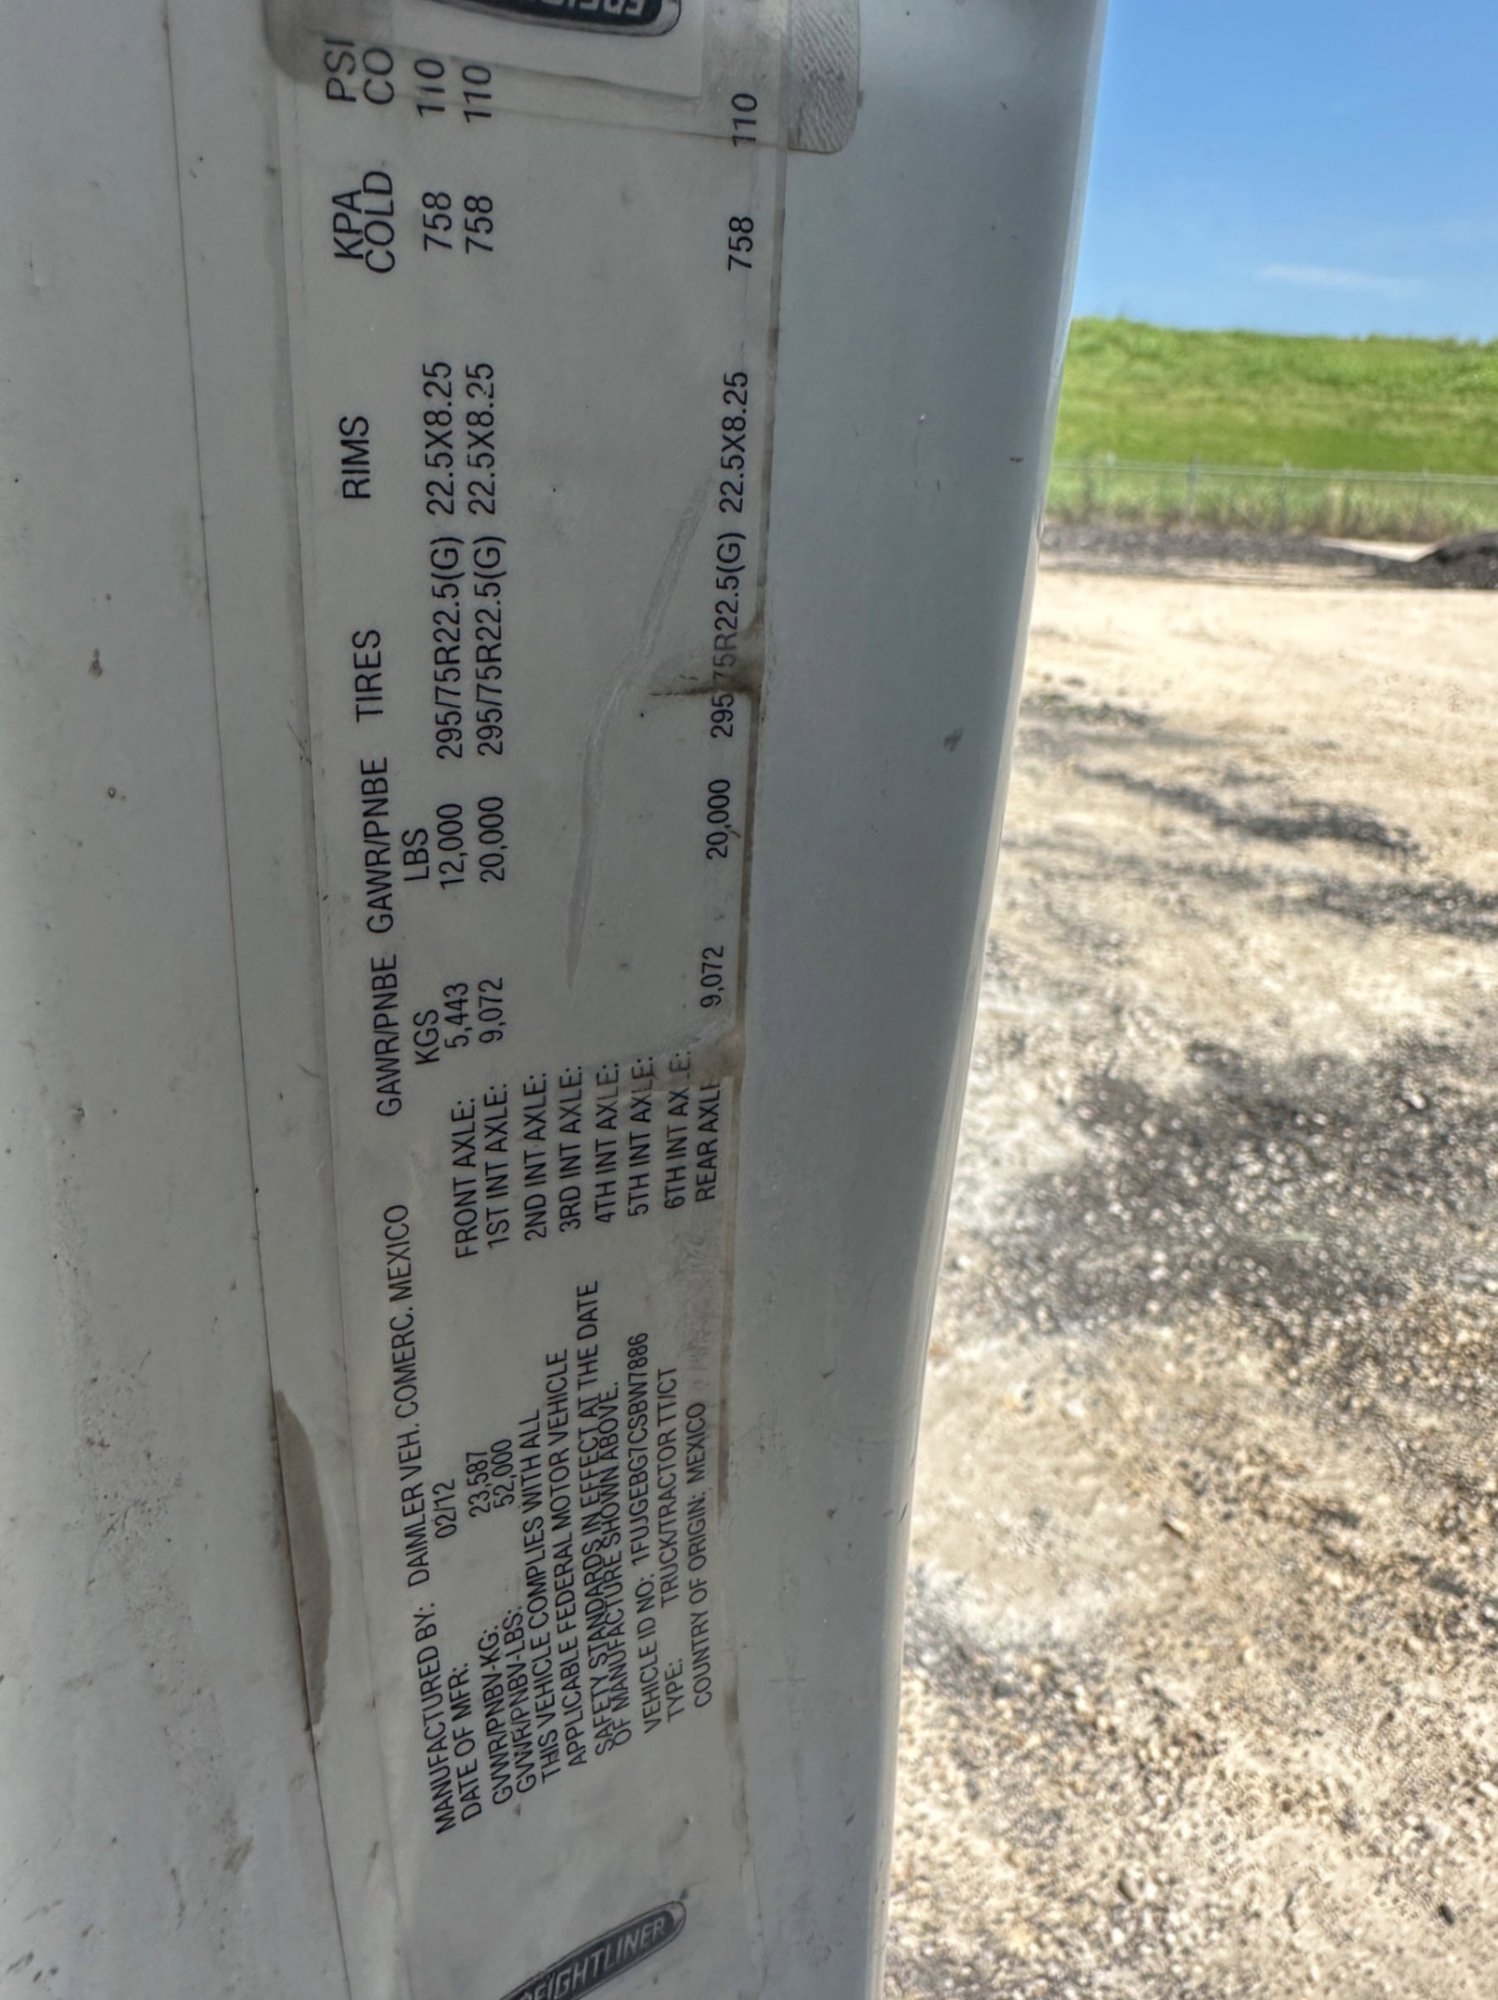 MANUFACTURED BY: DAIMLER VEH. COMERC. MEXICO
DATE OF MFR: 02/12
GVWR/PNBV-KG: 23,587
GVWR/PNBV-LBS: 52,000
THIS VEHICLE COMPLIES WITH ALL
APPLICABLE FEDERAL MOTOR VEHICLE
SAFETY STANDARDS IN EFFECT AT THE DATE
OF MANUFACTURE SHOWN ABOVE.
VEHICLE ID NO: 1FUJGEBG7CSBW7886
TYPE: TRUCK/TRACTOR TT/CT
COUNTRY OF ORIGIN: MEXICO
GAWR/PNBE GAWR/PNBE TIRES RIMS KPA PSI
KGS LBS COLD CO
FRONT AXLE: 5,443 12,000 295/75R22.5(G) 22.5X8.25 758 110
1ST INT AXLE: 9,072 20,000 295/75R22.5(G) 22.5X8.25 758 110
2ND INT AXLE:
3RD INT AXLE:
4TH INT AXLE:
5TH INT AXLE:
6TH INT AXLE:
REAR AXLE 9,072 20,000 295/75R22.5(G) 22.5X8.25 758 110
FREIGHTLINER